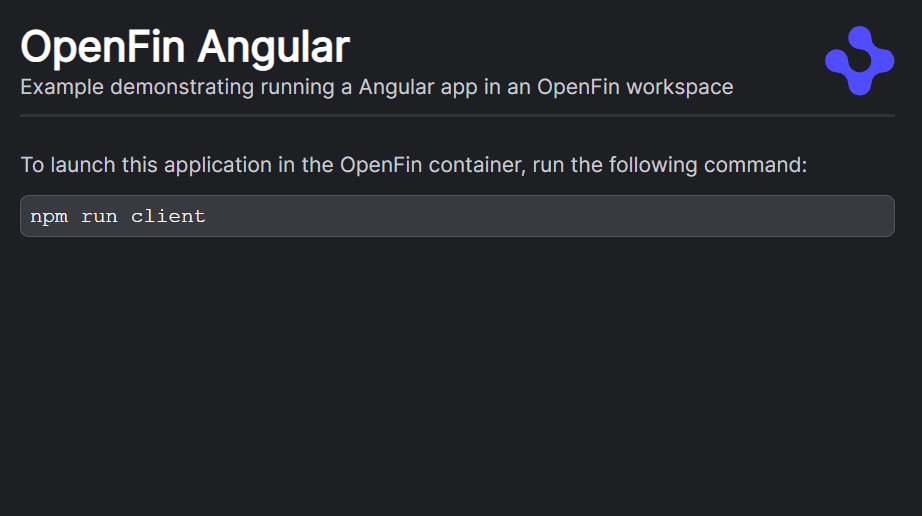 OpenFin Angular
Example demonstrating running a Angular app in an OpenFin workspace
To launch this application in the OpenFin container, run the following command:
npm run client